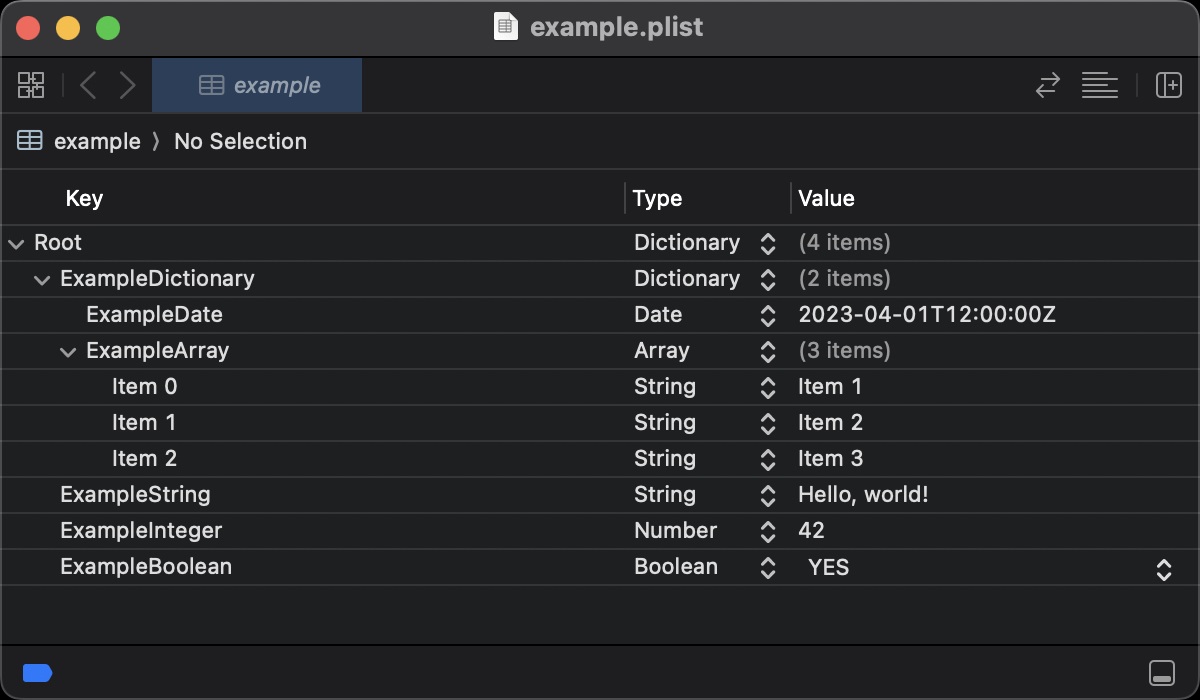 example.plist
example
example 〉 No Selection
Key Type Value
Root Dictionary (4 items)
ExampleDictionary Dictionary (2 items)
ExampleDate Date 2023-04-01T12:00:00Z
ExampleArray Array (3 items)
Item 0 String Item 1
Item 1 String Item 2
Item 2 String Item 3
ExampleString String Hello, world!
ExampleInteger Number 42
ExampleBoolean Boolean YES